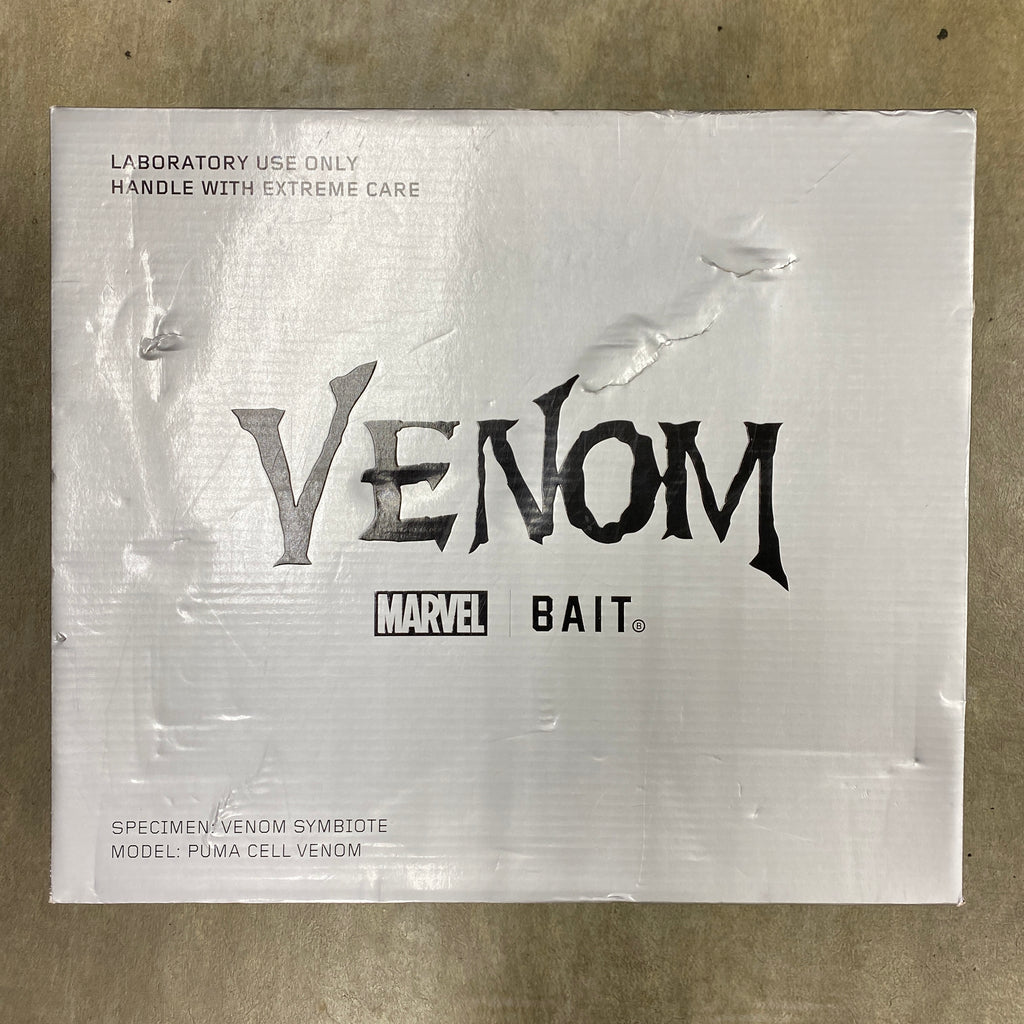 LABORATORY USE ONLY
HANDLE WITH EXTREME CARE
VENOM
MARVEL BAIT®
SPECIMEN: VENOM SYMBIOTE
MODEL: PUMA CELL VENOM